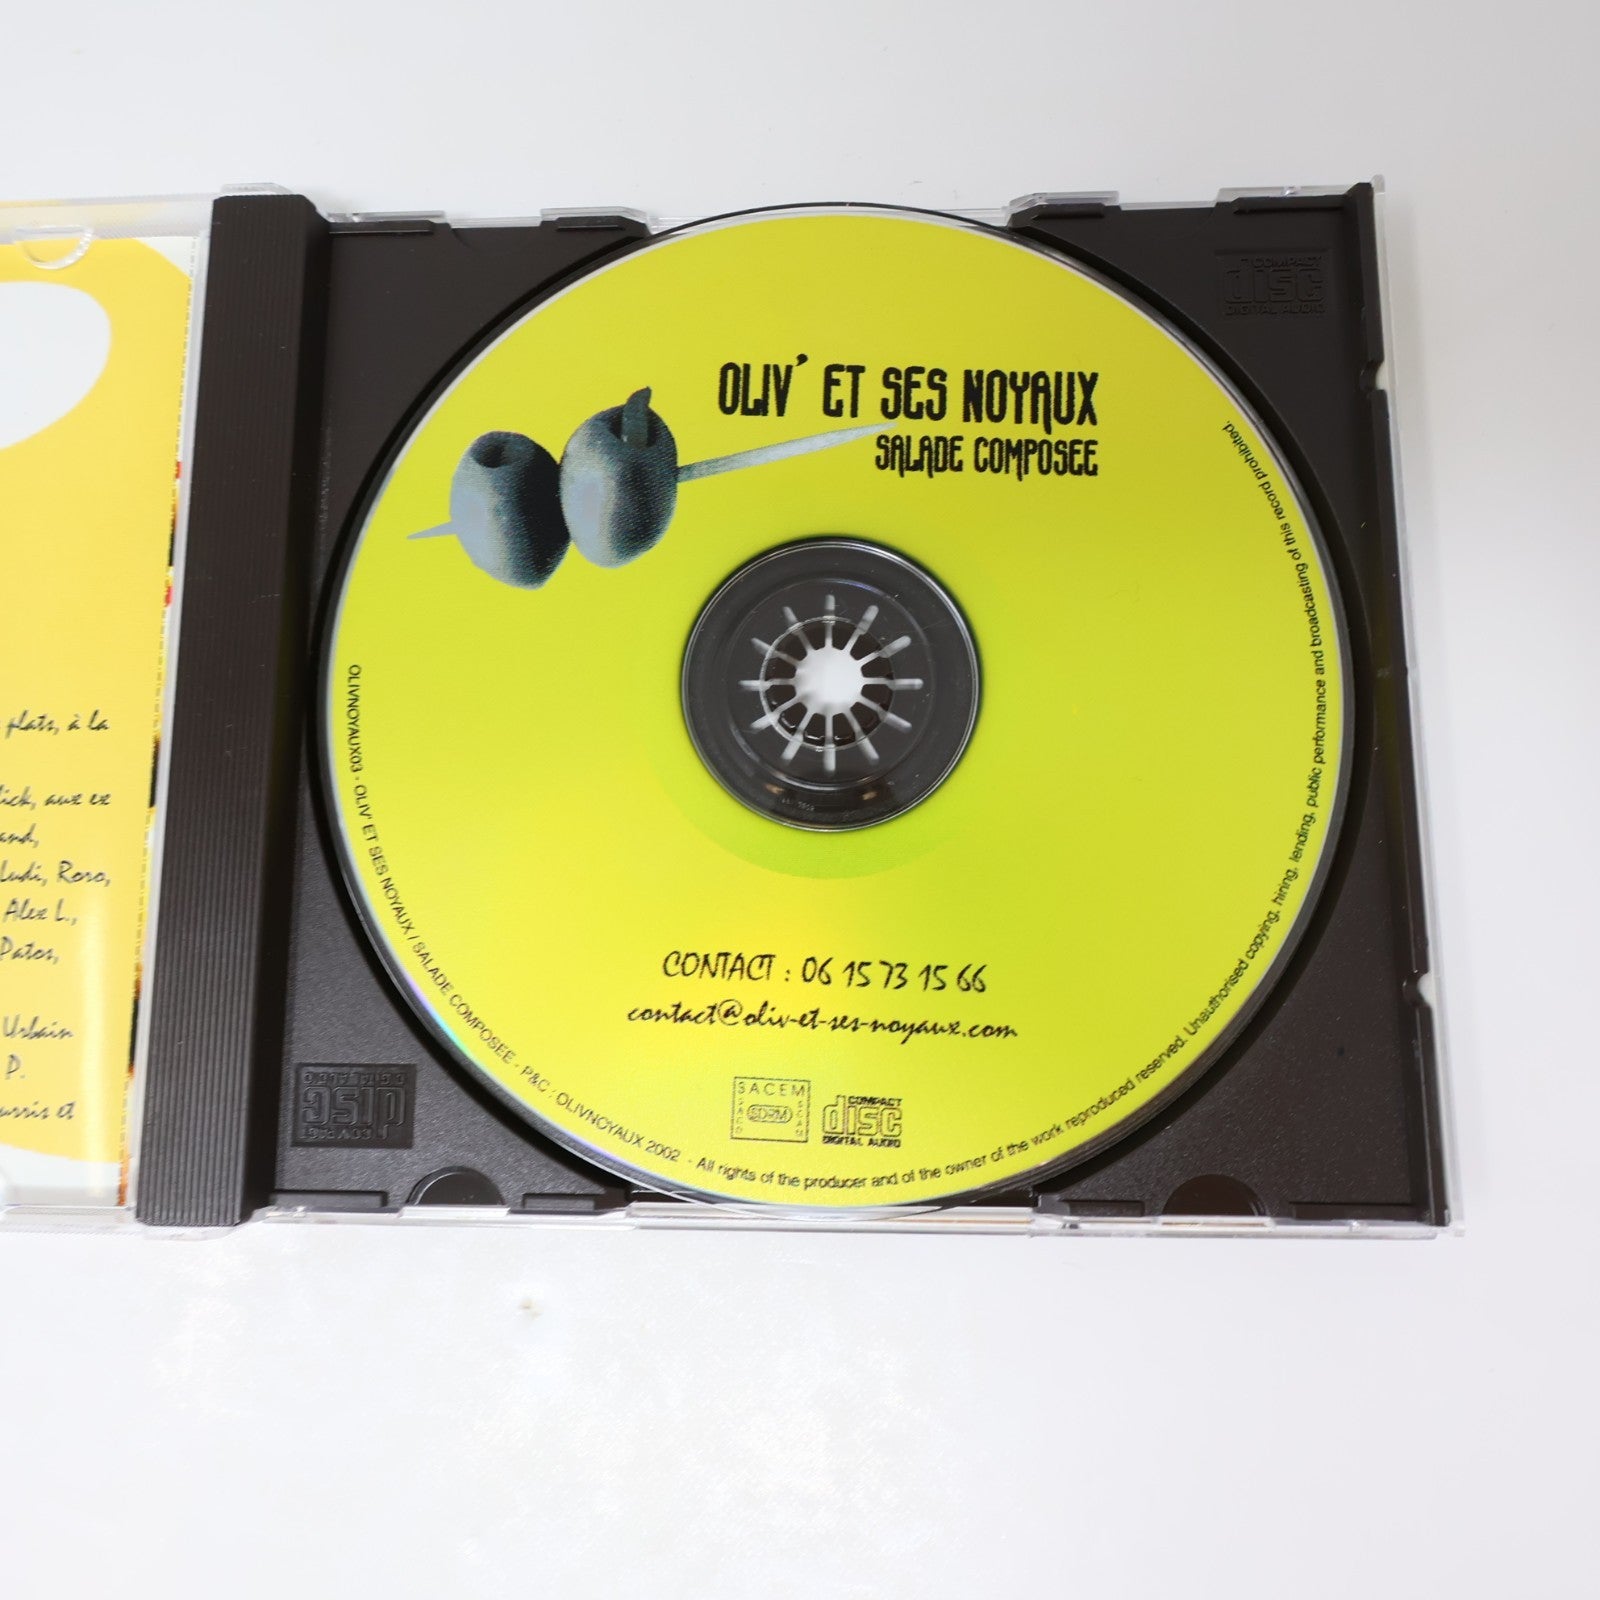 plats, à la
aux ex
and,
Ludi, Roro,
Alex L.,
Patos,
Urbain
P.
et
OLIV' ET SES NOYAUX
SALADE COMPOSEE
CONTACT : 06 15 73 15 66
contact@oliv-et-ses-noyaux.com
SACEM
SACD
SDRM
SCAM
COMPACT
disc
DIGITAL AUDIO
OLIVNOYAUX03 - OLIV' ET SES NOYAUX / SALADE COMPOSEE - P&C : OLIVNOYAUX 2002 - All rights of the producer and of the owner of the work reproduced reserved. Unauthorised copying, hiring, lending, public performance and broadcasting of this record prohibited.
COMPACT
disc
DIGITAL AUDIO
COMPACT
disc
DIGITAL AUDIO